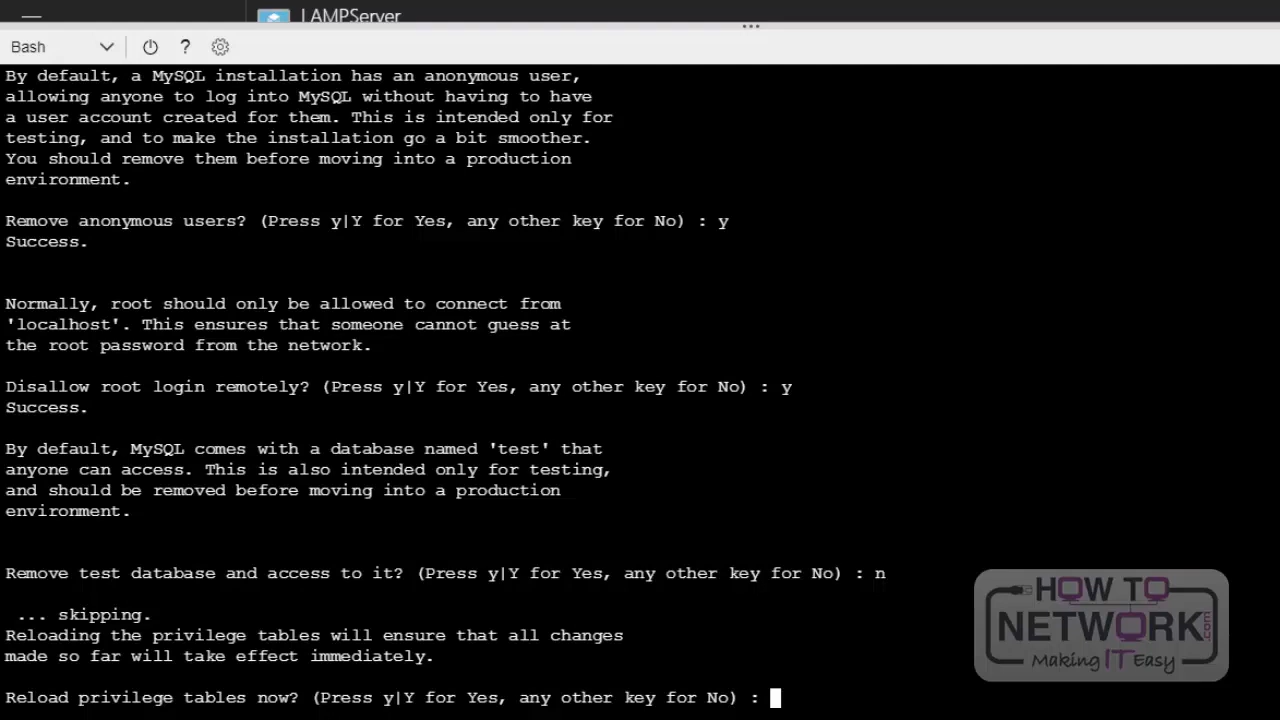 LAMPServer
Bash
?
By default, a MySQL installation has an anonymous user,
allowing anyone to log into MySQL without having to have
a user account created for them. This is intended only for
testing, and to make the installation go a bit smoother.
You should remove them before moving into a production
environment.
Remove anonymous users? (Press y|Y for Yes, any other key for No) : y
Success.
Normally, root should only be allowed to connect from
'localhost'. This ensures that someone cannot guess at
the root password from the network.
Disallow root login remotely? (Press y|Y for Yes, any other key for No) : y
Success.
By default, MySQL comes with a database named 'test' that
anyone can access. This is also intended only for testing,
and should be removed before moving into a production
environment.
Remove test database and access to it? (Press y|Y for Yes, any other key for No) : n
... skipping.
Reloading the privilege tables will ensure that all changes
made so far will take effect immediately.
Reload privilege tables now? (Press y|Y for Yes, any other key for No) :
HOW TO
NETWORK.com
Making IT Easy